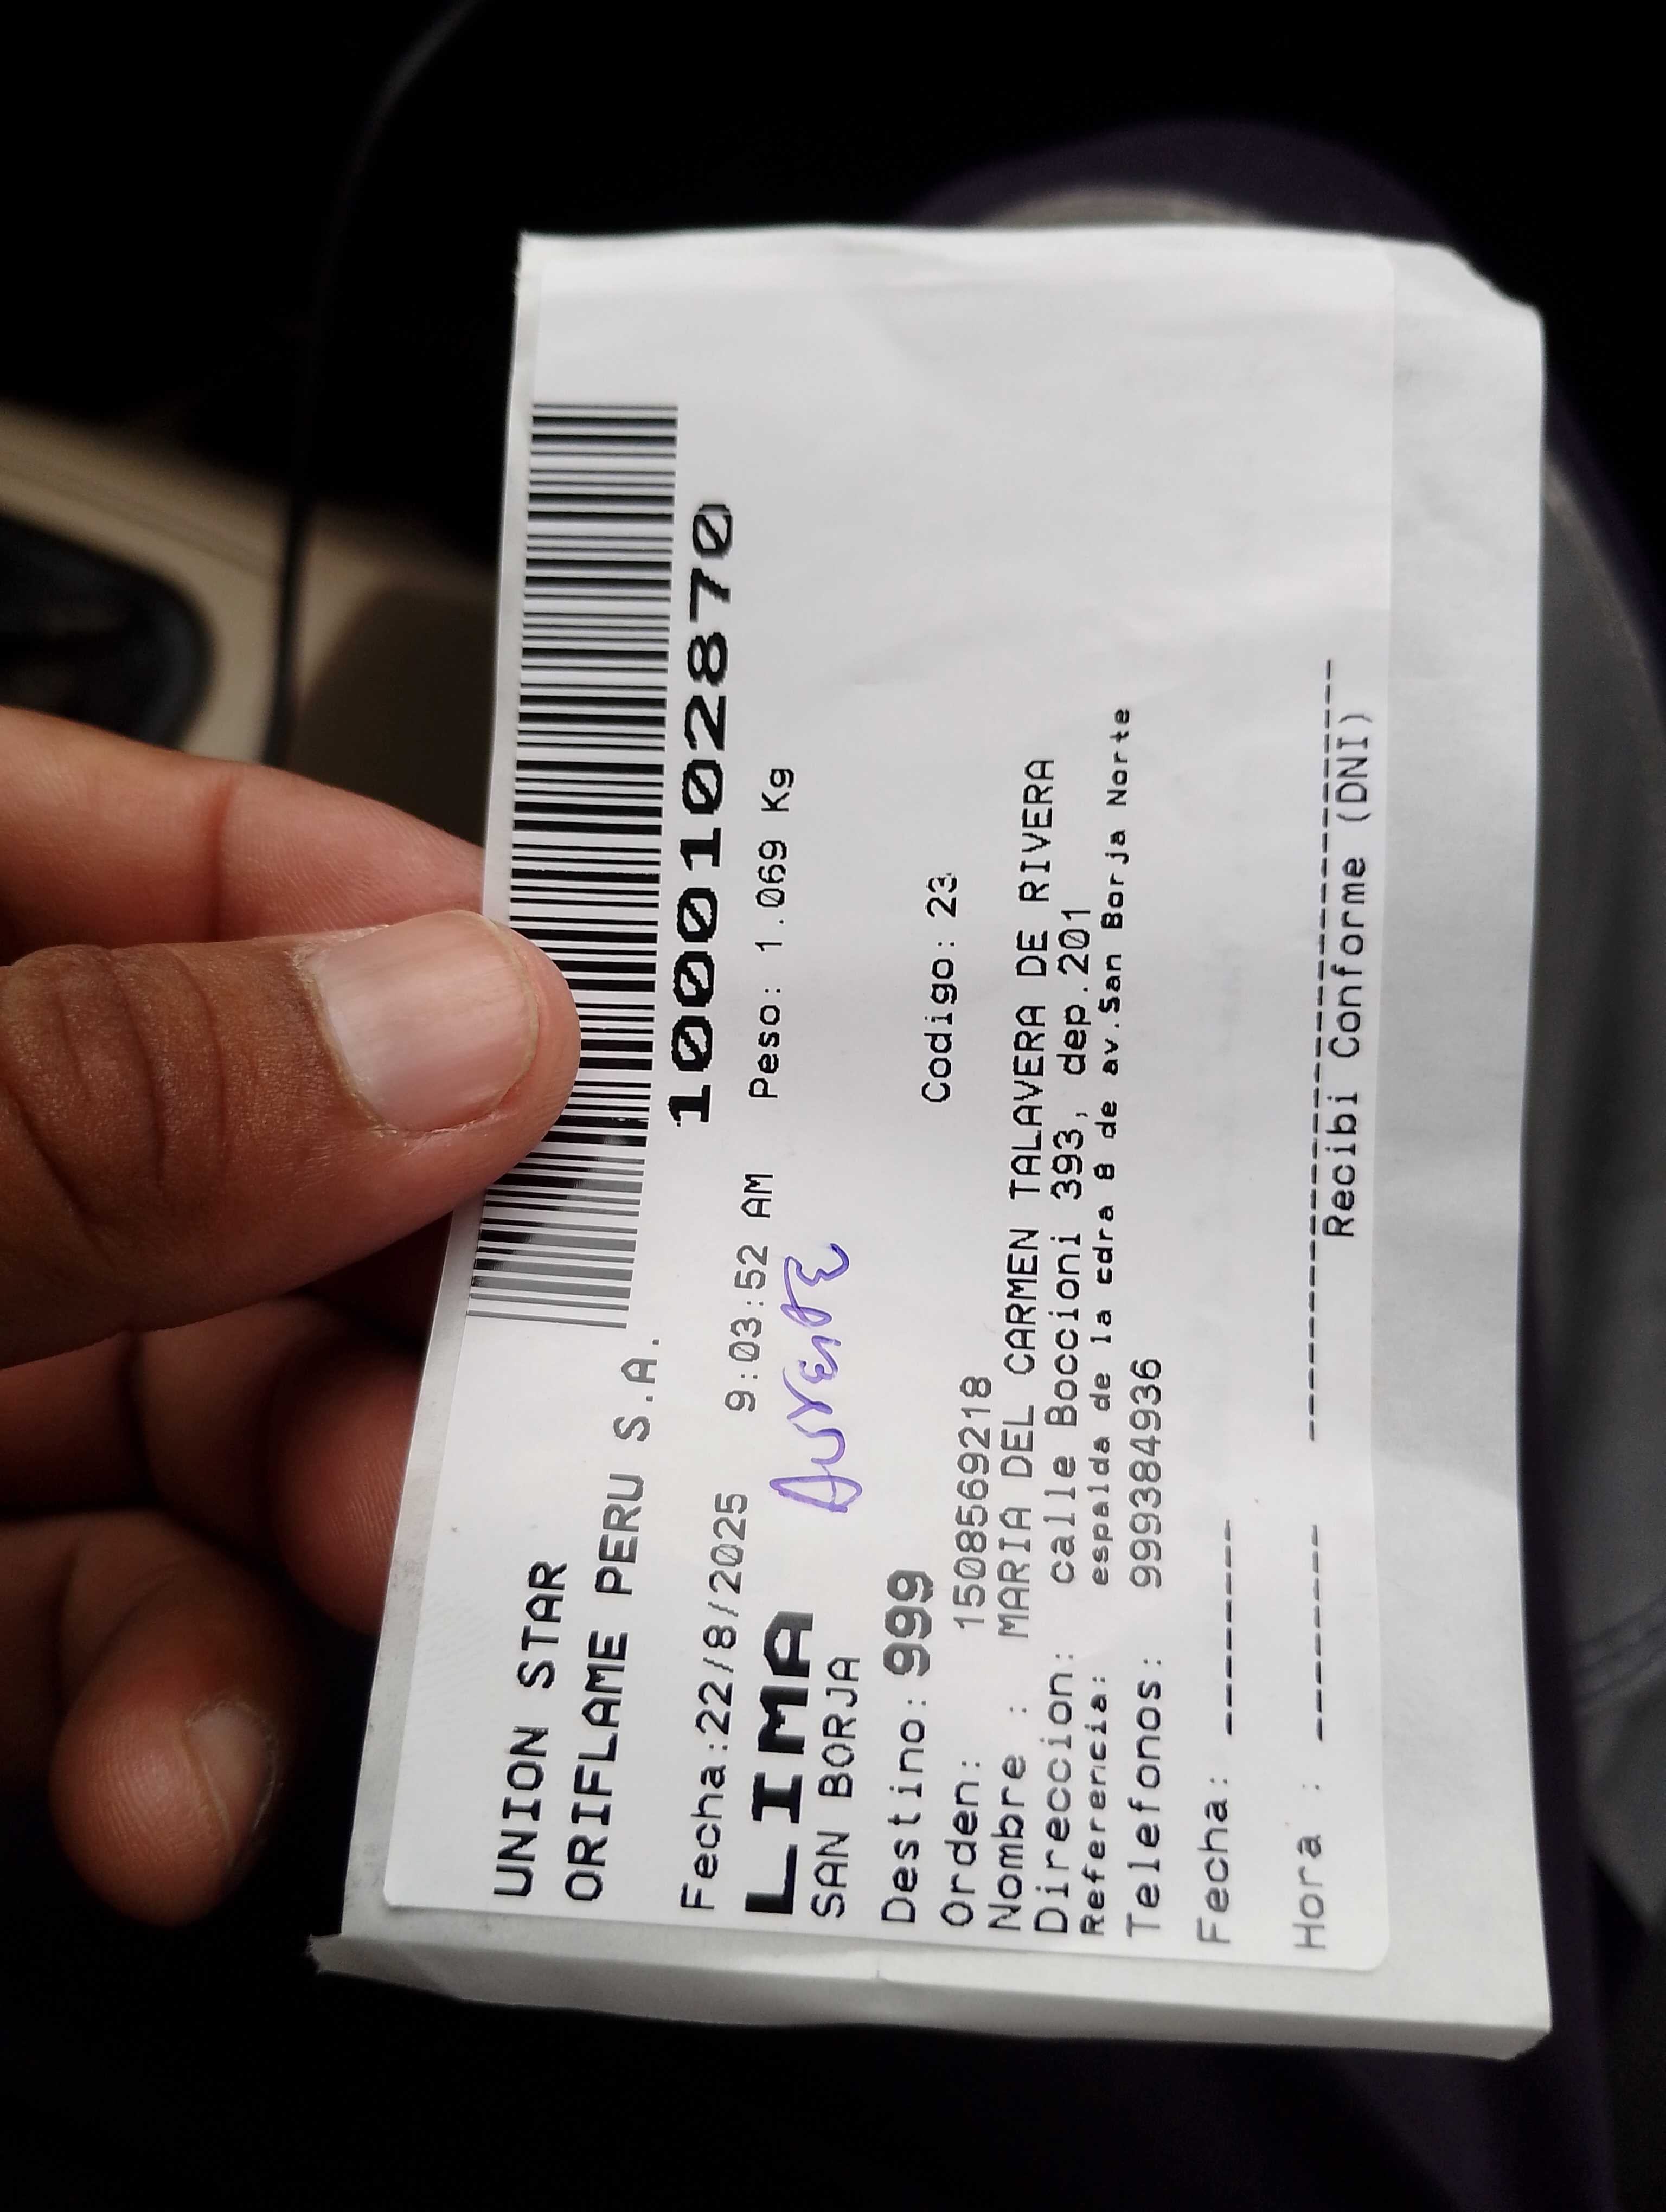 UNION STAR
ORIFLAME PERU S.A.
1000102870
Fecha:22/8/2025 9:03:52 AM Peso: 1.069 Kg
LIMA AUSENTE
SAN BORJA
Destino: 999 Codigo: 23
Orden: 1508569218
Nombre : MARIA DEL CARMEN TALAVERA DE RIVERA
Direccion: calle Boccioni 393, dep.201
Referencia: espalda de la cdra 8 de av.San Borja Norte
Telefonos: 999384936
Fecha: --------
Hora : --------
Recibi Conforme (DNI)